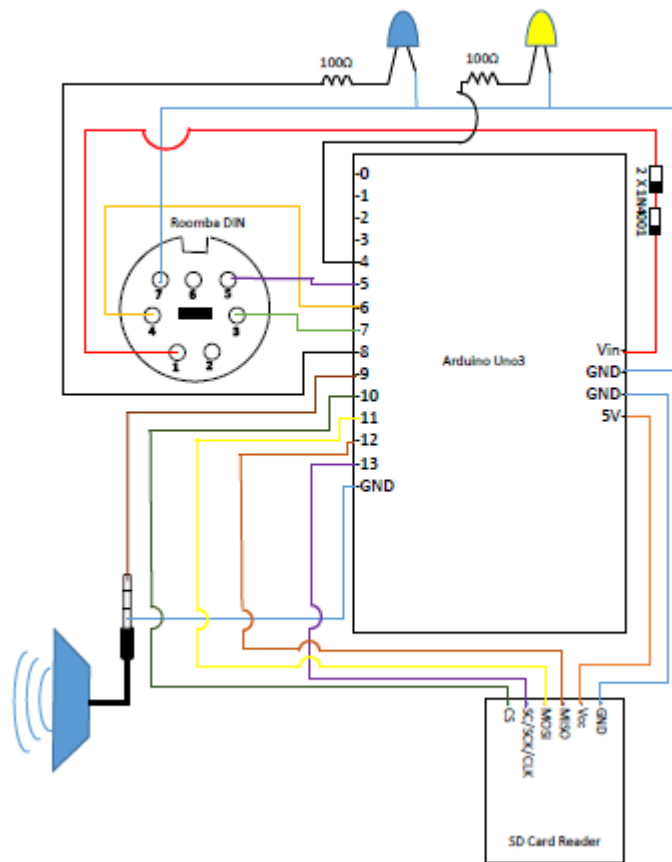 100Ω
100Ω
2 X 1N4001
Roomba DIN
7
6
5
4
3
1
2
0
1
2
3
4
5
6
7
8
9
10
11
12
13
GND
Arduino Uno3
Vin
GND
GND
5V
CS
SC/SCK/CLK
MOSI
MISO
Vcc
GND
SD Card Reader